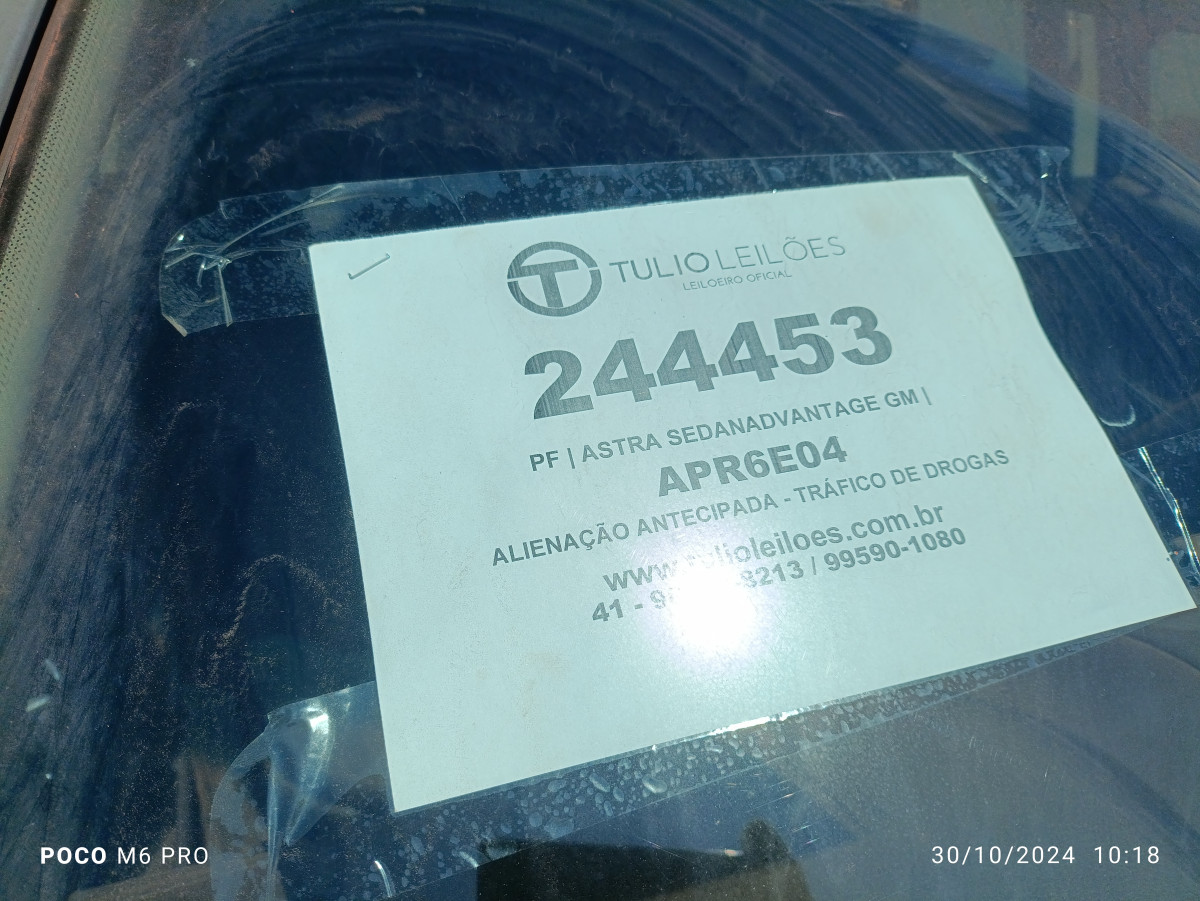 TULIO LEILÕES
LEILOEIRO OFICIAL
244453
PF | ASTRA SEDANADVANTAGE GM |
APR6E04
ALIENAÇÃO ANTECIPADA - TRÁFICO DE DROGAS
www.tulioleiloes.com.br
41 - 8213 / 99590-1080
POCO M6 PRO
30/10/2024 10:18